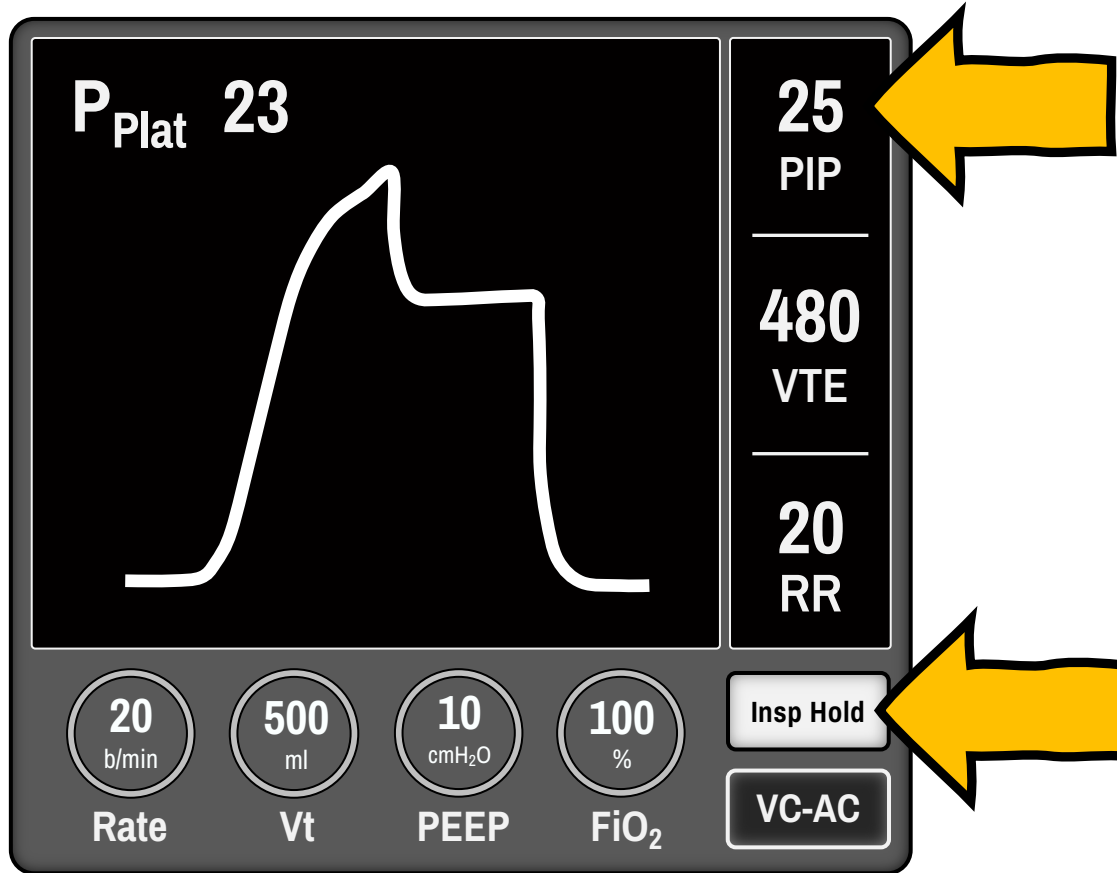 P Plat 23
25
PIP
480
VTE
20
RR
20
b/min
Rate
500
ml
Vt
10
cmH₂O
PEEP
100
%
FiO₂
Insp Hold
VC-AC